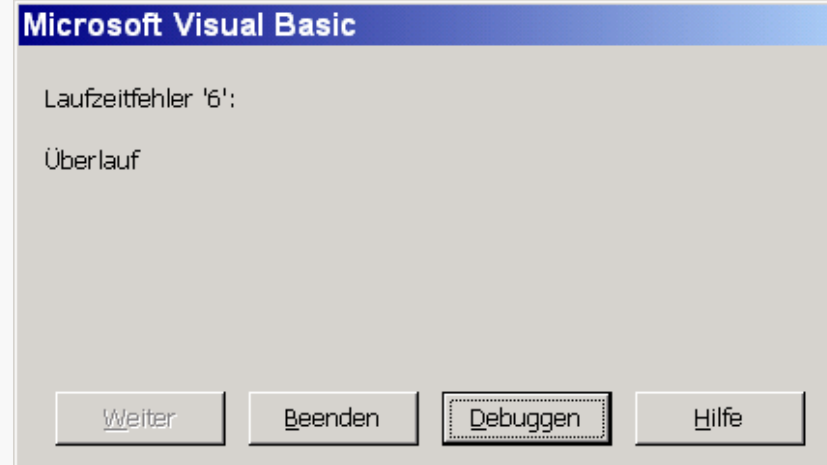 Microsoft Visual Basic
Laufzeitfehler '6':
Überlauf
Weiter Beenden Debuggen Hilfe